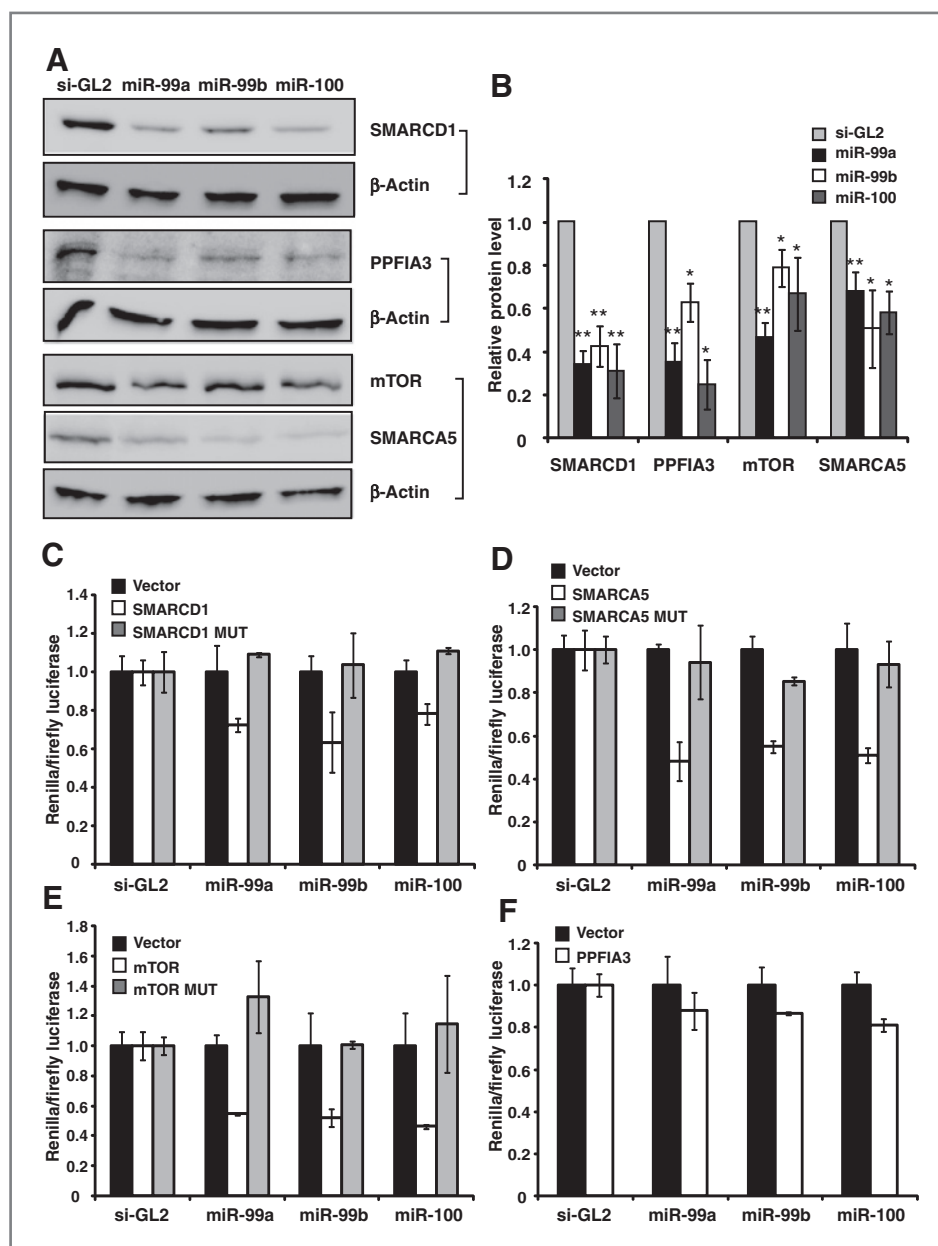 A
si-GL2 miR-99a miR-99b miR-100
SMARCD1
β-Actin
PPFIA3
β-Actin
mTOR
SMARCA5
β-Actin
B
si-GL2
miR-99a
miR-99b
miR-100
Relative protein level
1.2
1.0
0.8
0.6
0.4
0.2
0
** ** **
** * *
** * *
** * *
SMARCD1 PPFIA3 mTOR SMARCA5
C
Vector
SMARCD1
SMARCD1 MUT
Renilla/firefly luciferase
1.4
1.2
1.0
0.8
0.6
0.4
0.2
0
si-GL2 miR-99a miR-99b miR-100
D
Vector
SMARCA5
SMARCA5 MUT
Renilla/firefly luciferase
1.2
1.0
0.8
0.6
0.4
0.2
0
si-GL2 miR-99a miR-99b miR-100
E
Vector
mTOR
mTOR MUT
Renilla/firefly luciferase
1.8
1.6
1.4
1.2
1.0
0.8
0.6
0.4
0.2
0
si-GL2 miR-99a miR-99b miR-100
F
Vector
PPFIA3
Renilla/firefly luciferase
1.2
1.0
0.8
0.6
0.4
0.2
0
si-GL2 miR-99a miR-99b miR-100